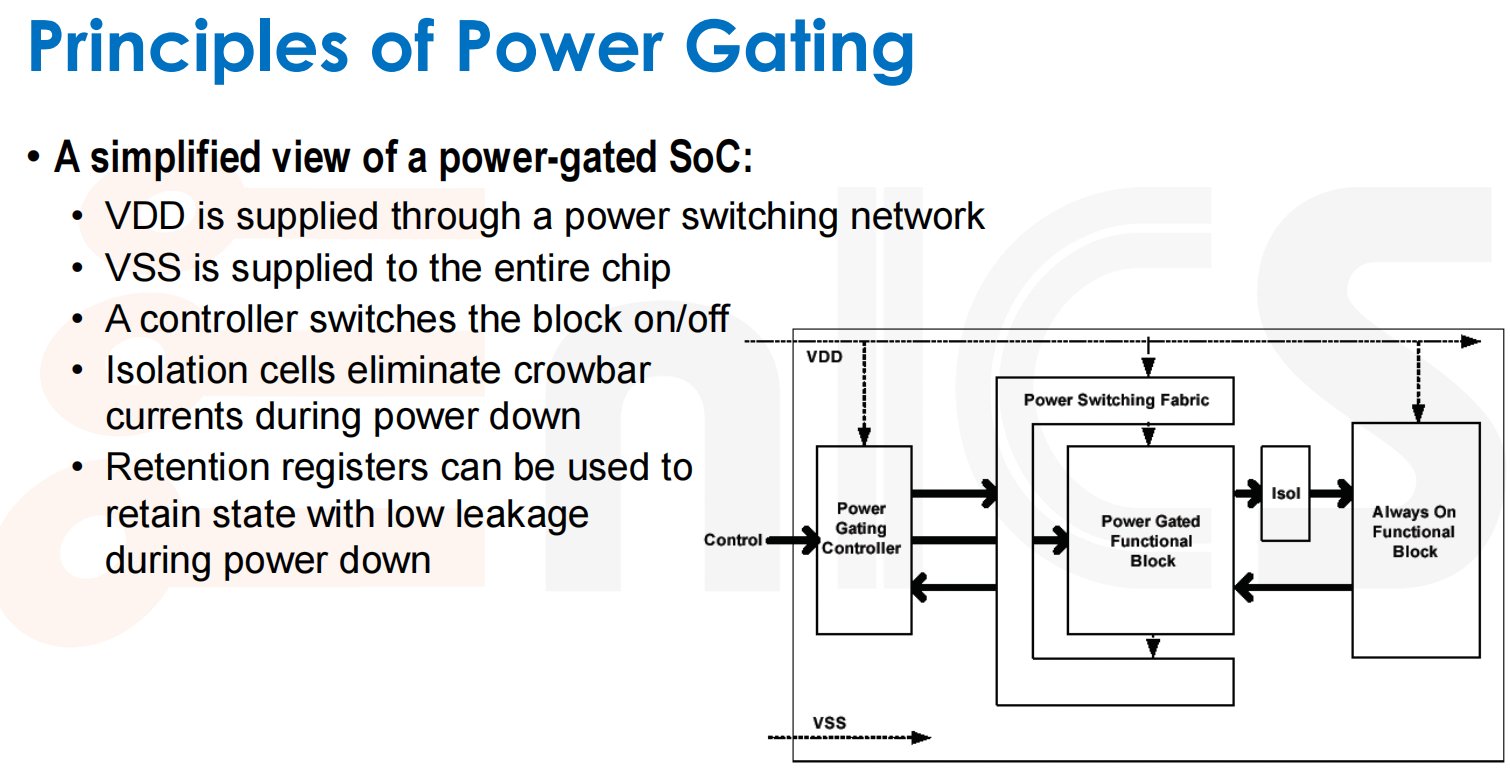 Principles of Power Gating
• A simplified view of a power-gated SoC:
• VDD is supplied through a power switching network
• VSS is supplied to the entire chip
• A controller switches the block on/off
• Isolation cells eliminate crowbar
currents during power down
• Retention registers can be used to
retain state with low leakage
during power down
VDD
Power Switching Fabric
Control
Power
Gating
Controller
Power Gated
Functional
Block
Isol
Always On
Functional
Block
VSS
nICS